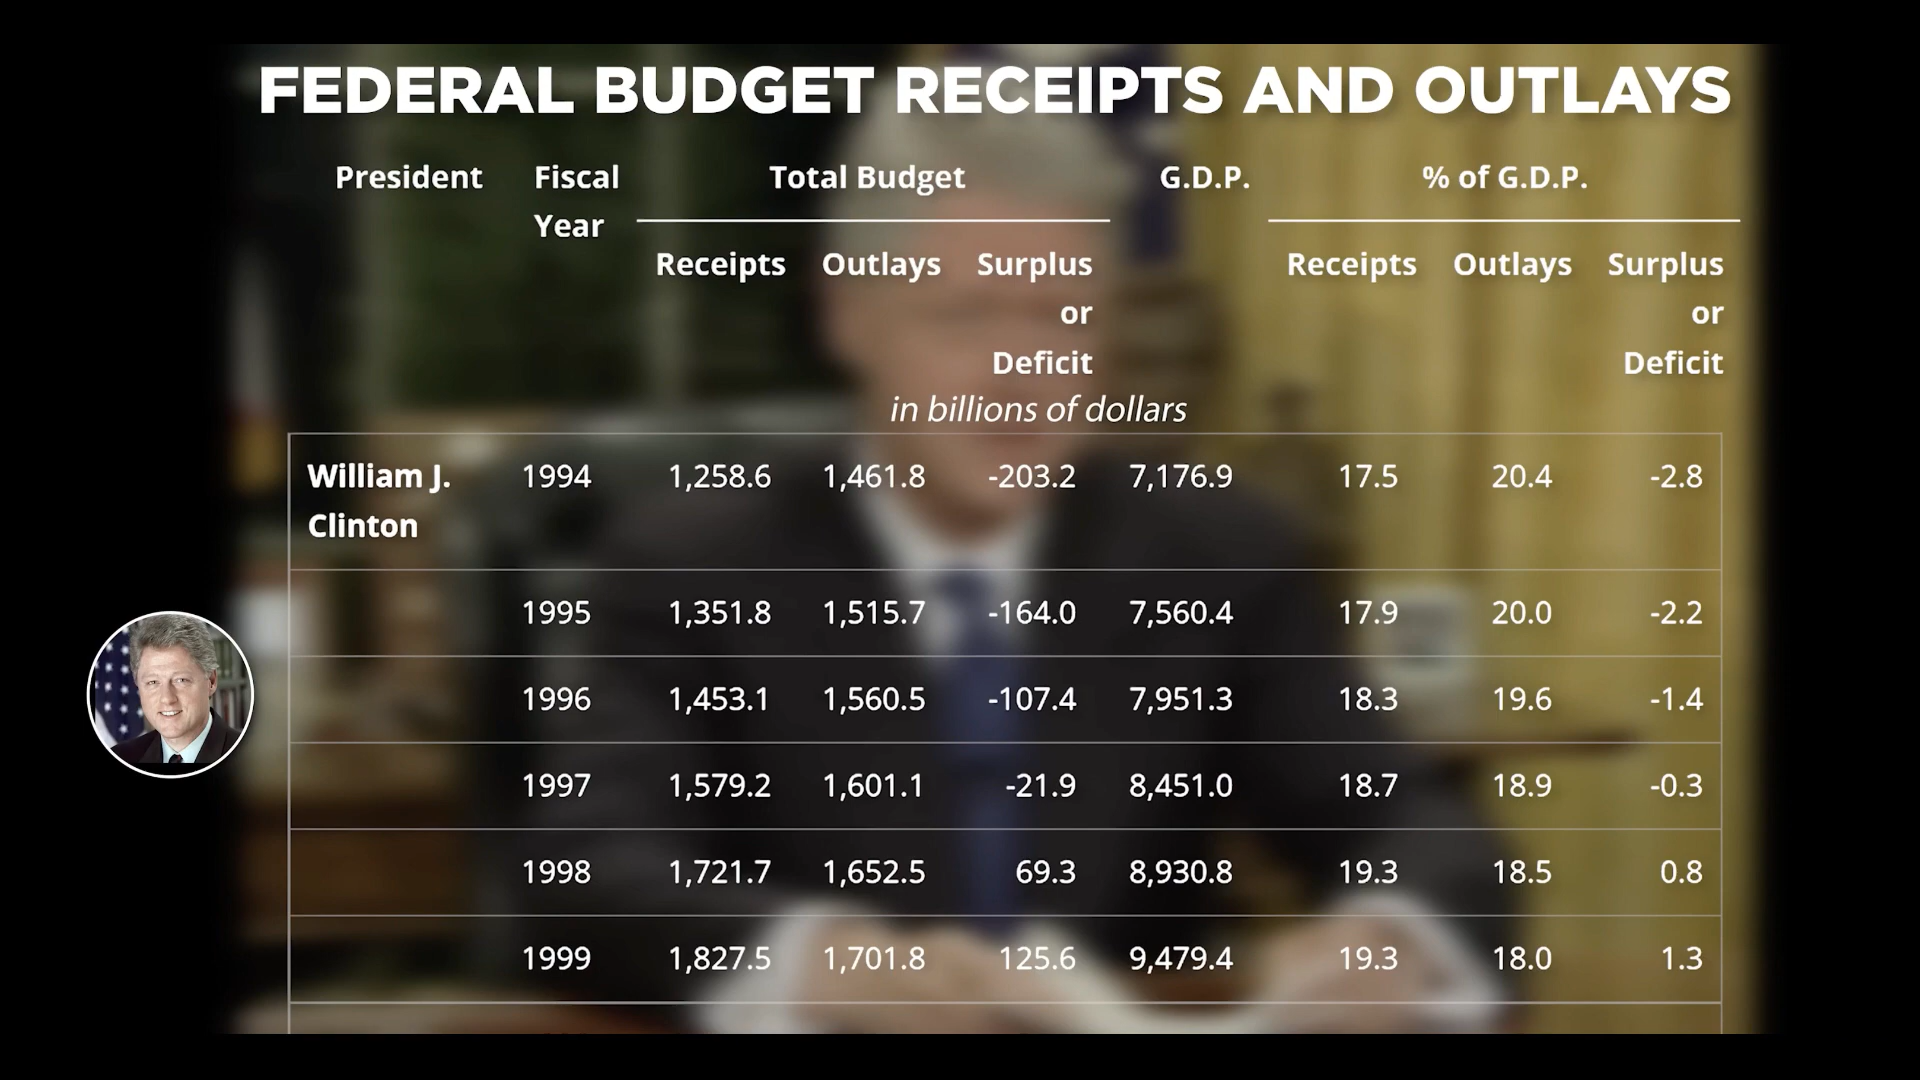 FEDERAL BUDGET RECEIPTS AND OUTLAYS
President Fiscal Year Total Budget G.D.P. % of G.D.P.
Receipts Outlays Surplus or Deficit Receipts Outlays Surplus or Deficit
in billions of dollars
William J. Clinton 1994 1,258.6 1,461.8 -203.2 7,176.9 17.5 20.4 -2.8
1995 1,351.8 1,515.7 -164.0 7,560.4 17.9 20.0 -2.2
1996 1,453.1 1,560.5 -107.4 7,951.3 18.3 19.6 -1.4
1997 1,579.2 1,601.1 -21.9 8,451.0 18.7 18.9 -0.3
1998 1,721.7 1,652.5 69.3 8,930.8 19.3 18.5 0.8
1999 1,827.5 1,701.8 125.6 9,479.4 19.3 18.0 1.3